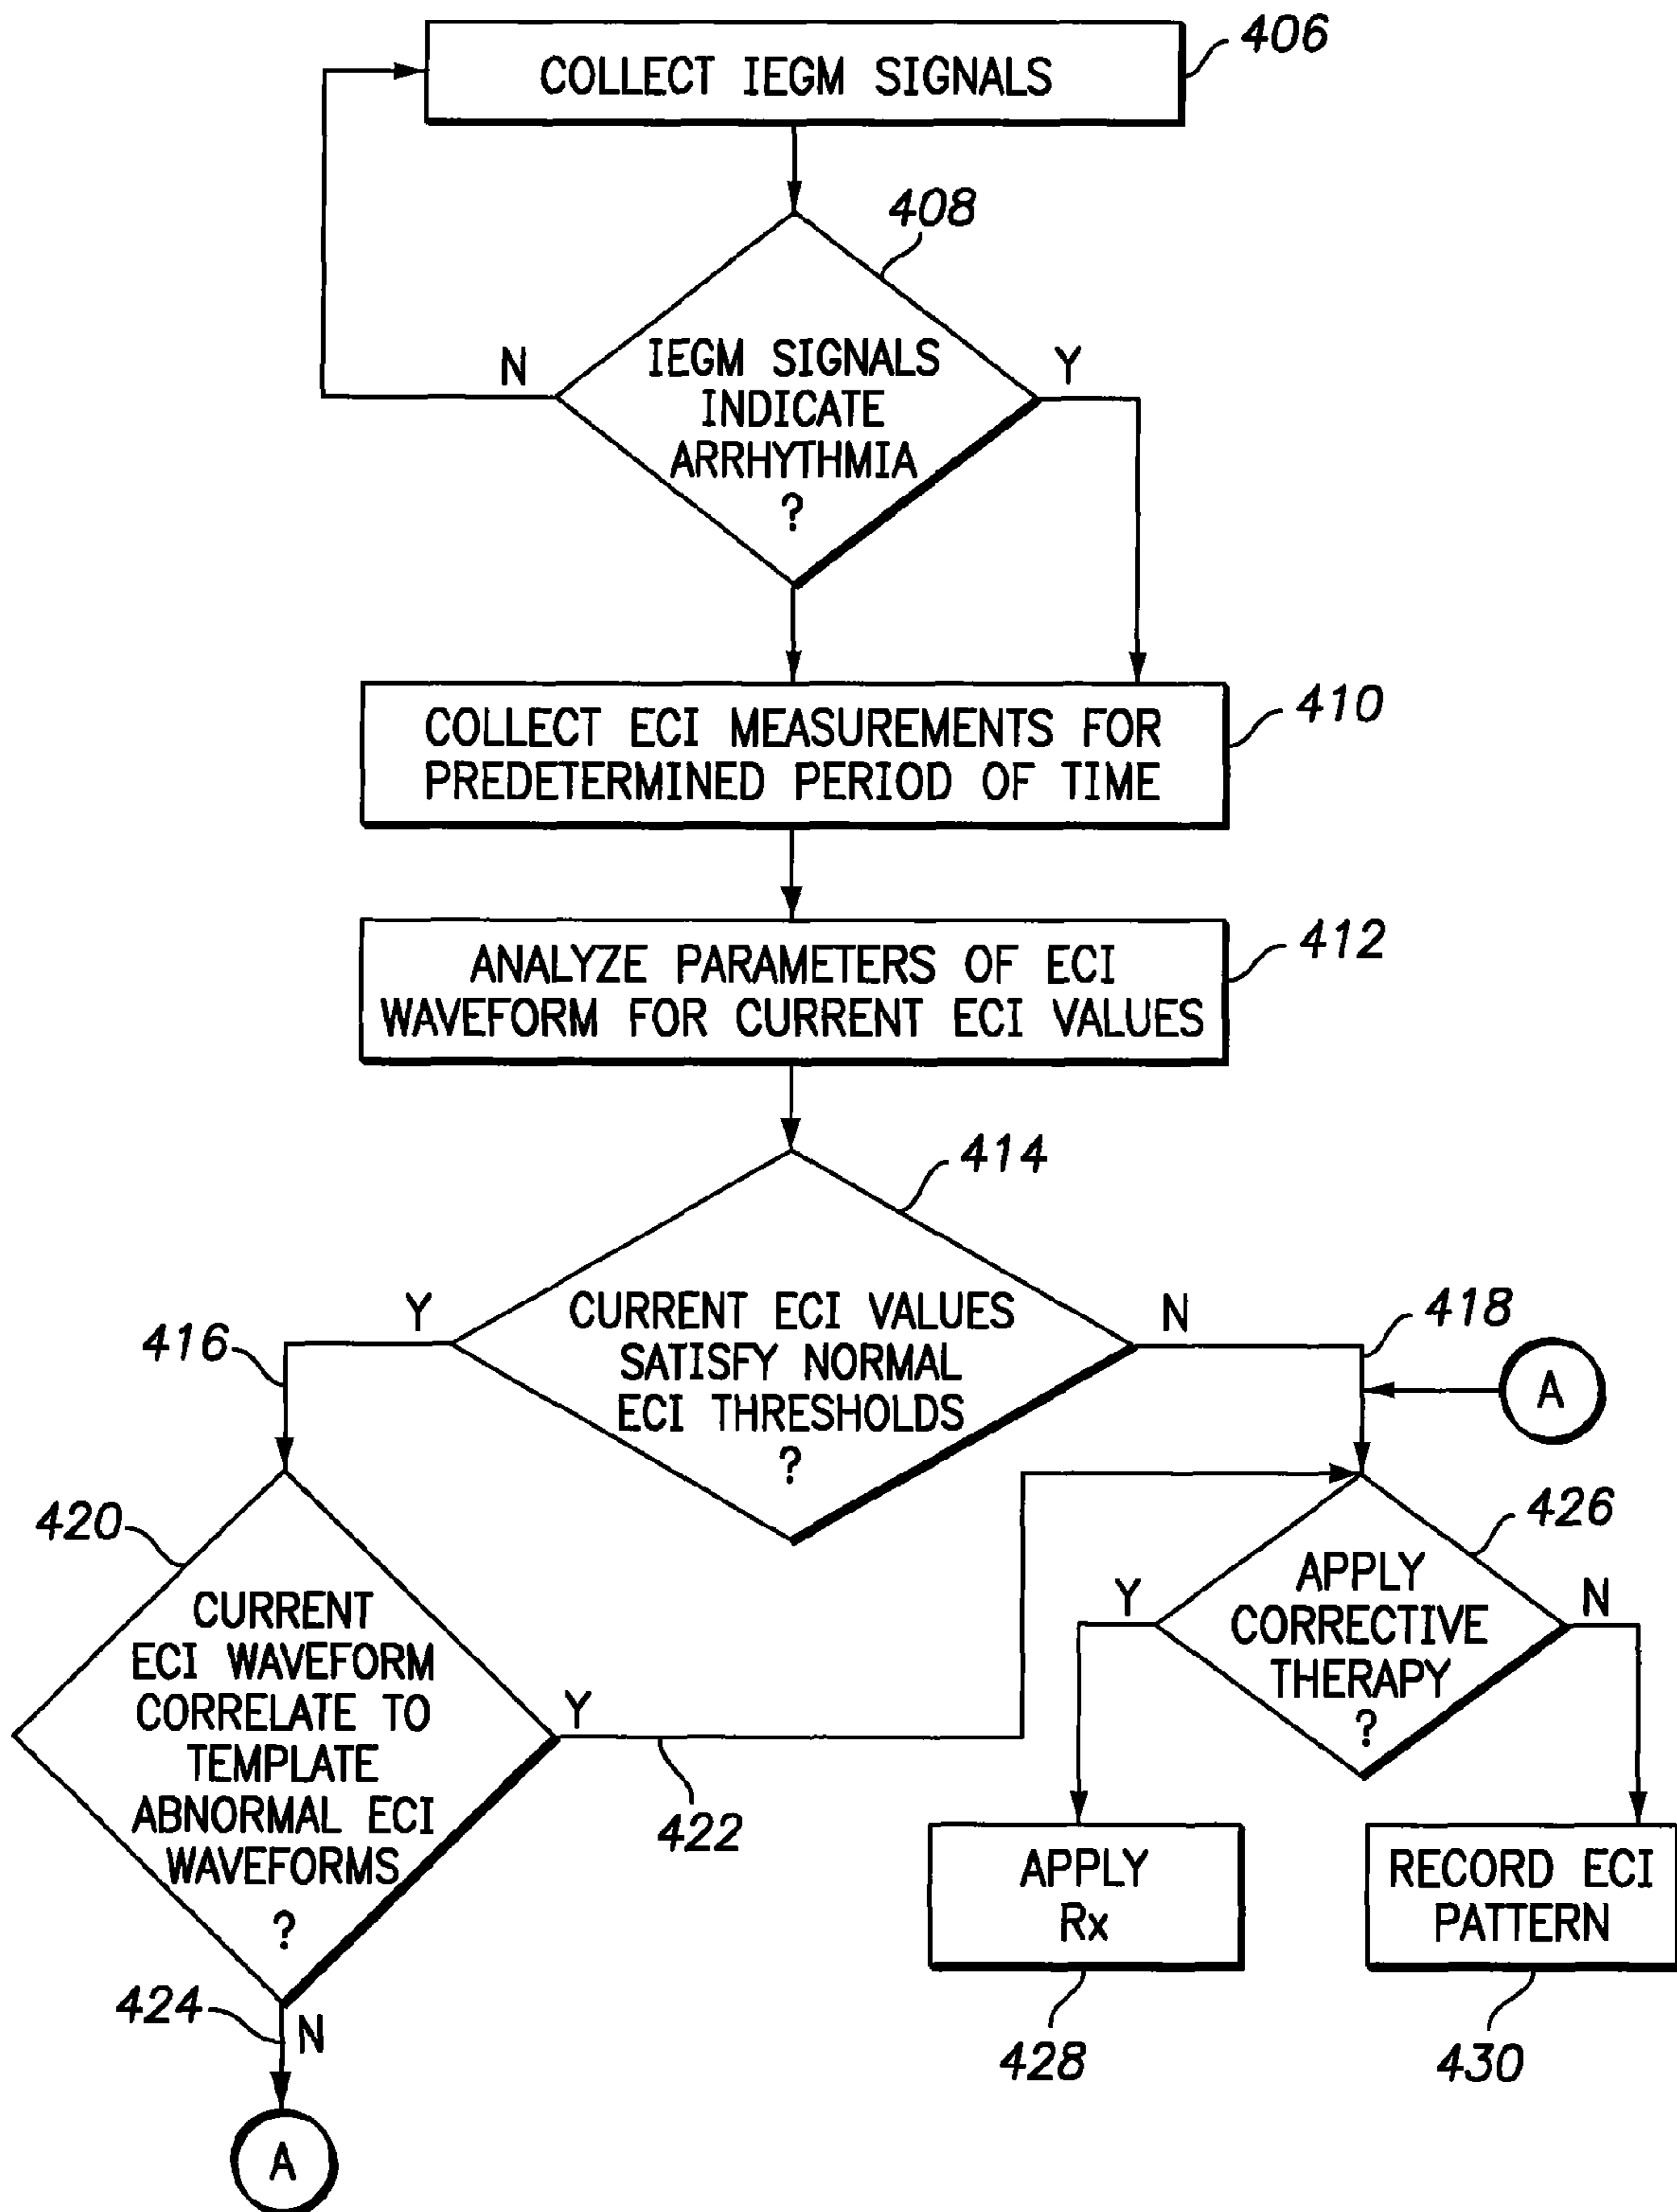 COLLECT IEGM SIGNALS
406
408
IEGM SIGNALS
INDICATE
ARRHYTHMIA
?
N
Y
COLLECT ECI MEASUREMENTS FOR
PREDETERMINED PERIOD OF TIME
410
ANALYZE PARAMETERS OF ECI
WAVEFORM FOR CURRENT ECI VALUES
412
414
CURRENT ECI VALUES
SATISFY NORMAL
ECI THRESHOLDS
?
Y
N
416
418
A
420
CURRENT
ECI WAVEFORM
CORRELATE TO
TEMPLATE
ABNORMAL ECI
WAVEFORMS
?
Y
422
424
N
A
426
APPLY
CORRECTIVE
THERAPY
?
Y
N
APPLY
Rx
428
RECORD ECI
PATTERN
430